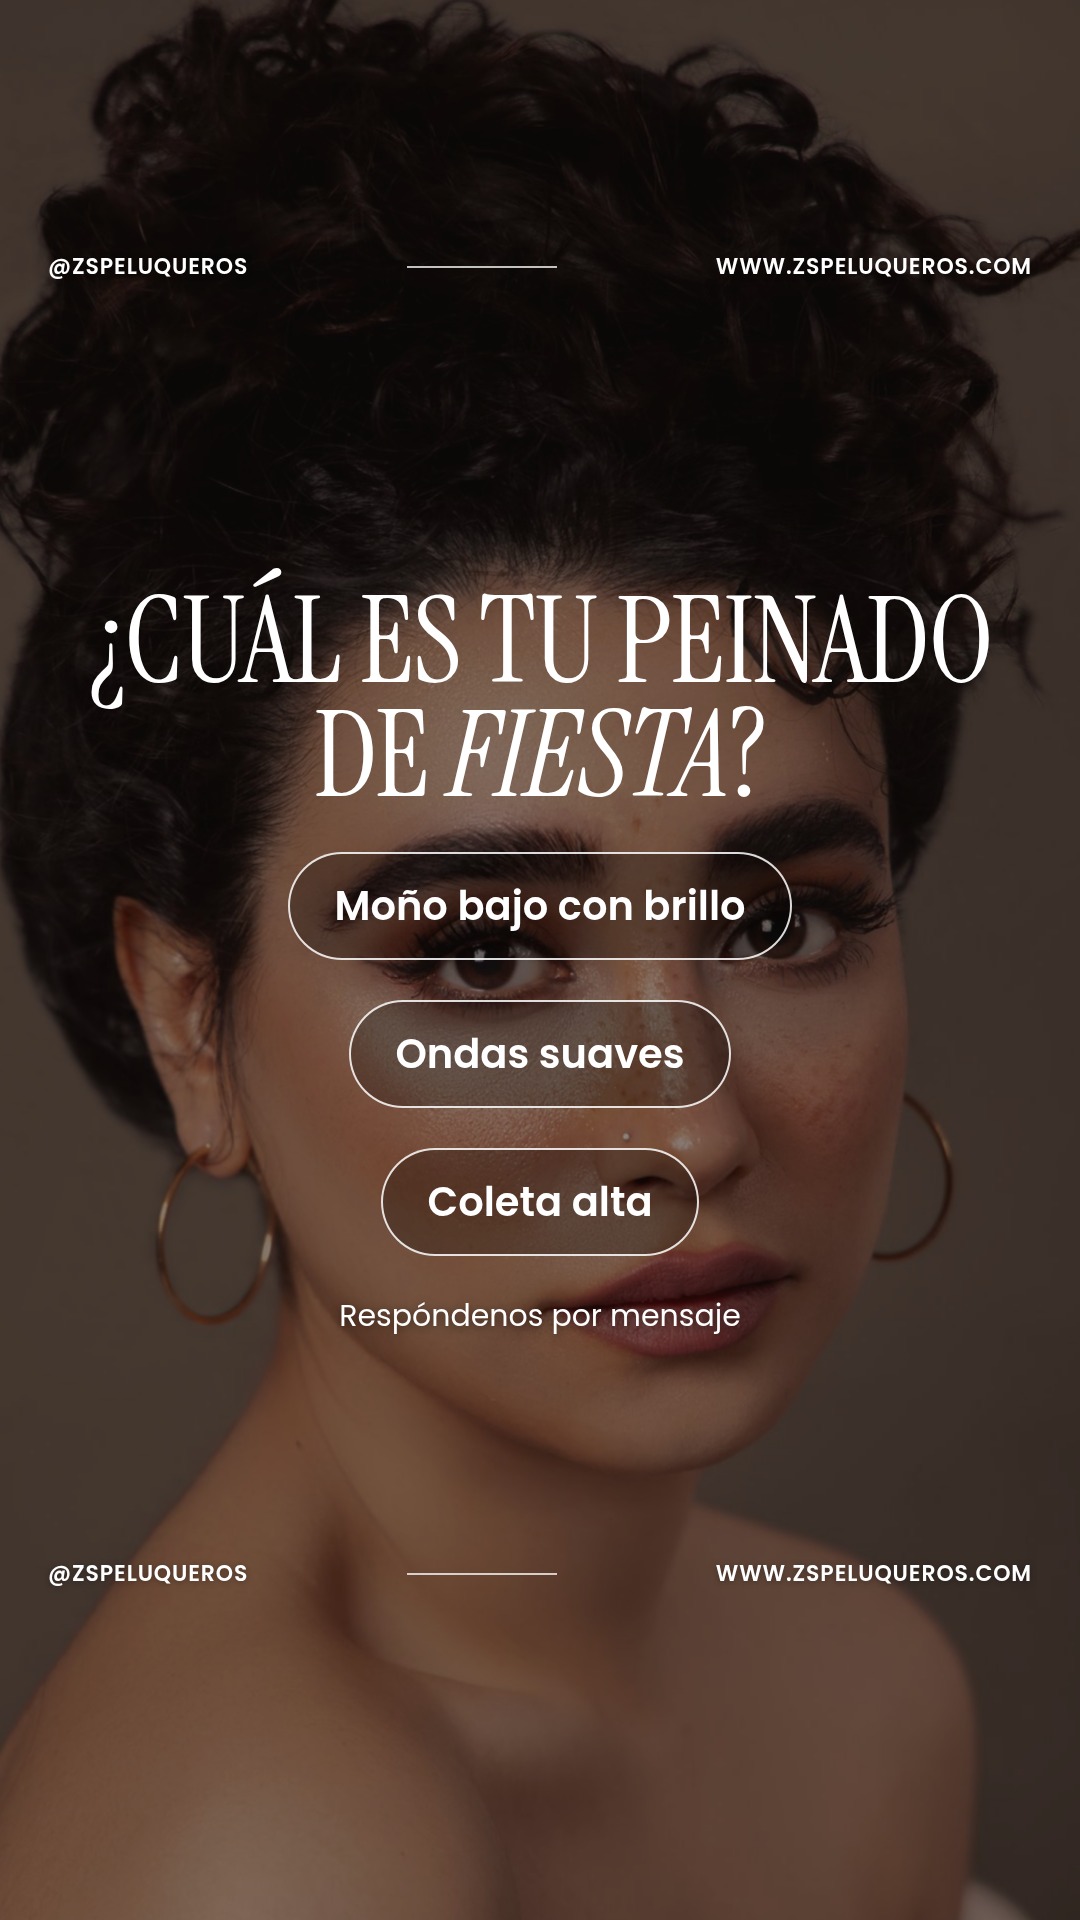 @ZSPELUQUEROS
WWW.ZSPELUQUEROS.COM
¿CUÁL ES TU PEINADO
DE FIESTA?
Moño bajo con brillo
Ondas suaves
Coleta alta
Respóndenos por mensaje
@ZSPELUQUEROS
WWW.ZSPELUQUEROS.COM